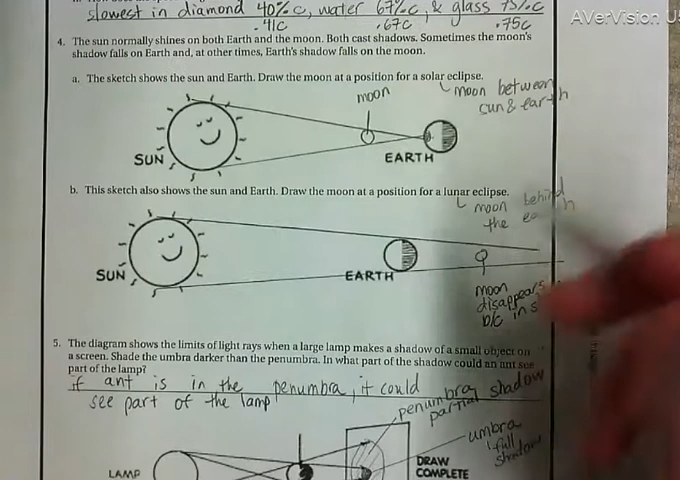 slowest in diamond 40% c, water 67% c, & glass 75% c
.41c .67c .75c
AVerVision U
4. The sun normally shines on both Earth and the moon. Both cast shadows. Sometimes the moon's
shadow falls on Earth and, at other times, Earth's shadow falls on the moon.
a. The sketch shows the sun and Earth. Draw the moon at a position for a solar eclipse.
moon between
sun & earth
moon
SUN
EARTH
b. This sketch also shows the sun and Earth. Draw the moon at a position for a lunar eclipse.
moon behind
the
SUN
EARTH
moon
disappears
b/c in
5. The diagram shows the limits of light rays when a large lamp makes a shadow of a small object on
a screen. Shade the umbra darker than the penumbra. In what part of the shadow could an ant see
part of the lamp?
if ant is in the penumbra, it could
see part of the lamp
penumbra
partial shadow
umbra
full
shadow
LAMP
DRAW
COMPLETE